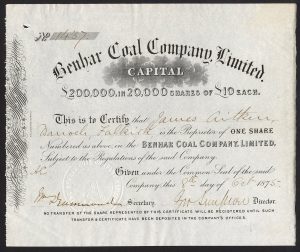 No 1437
Benhar Coal Company, Limited.
CAPITAL
$200,000, IN 20,000 SHARES OF $10 EACH.
This is to Certify that James Aitken,
Darroch, Falkirk is the Proprietor of ONE SHARE
Numbered as above in the BENHAR COAL COMPANY, LIMITED,
Subject to the Regulations of the said Company.
Given under the Common Seal of the said
Company, this 8th day of Oct 1875.
Secretary.
Director.
NO TRANSFER OF THE SHARE REPRESENTED BY THIS CERTIFICATE WILL BE REGISTERED UNTIL SUCH
TRANSFER & CERTIFICATE HAVE BEEN DEPOSITED IN THE COMPANY'S OFFICES.